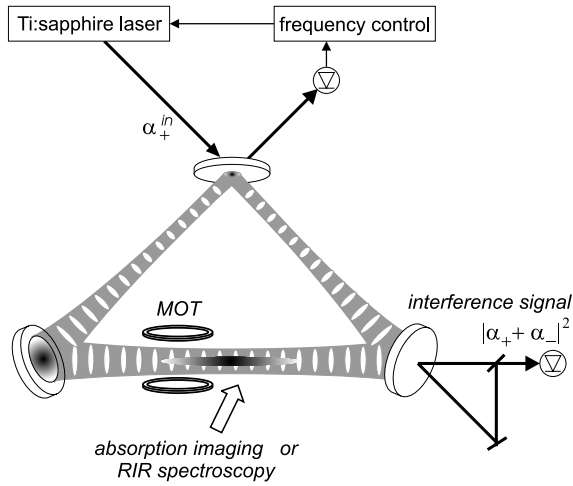 Ti:sapphire laser
frequency control
α₊ⁱⁿ
MOT
interference signal
|α₊+ α₋|²
absorption imaging or
RIR spectroscopy